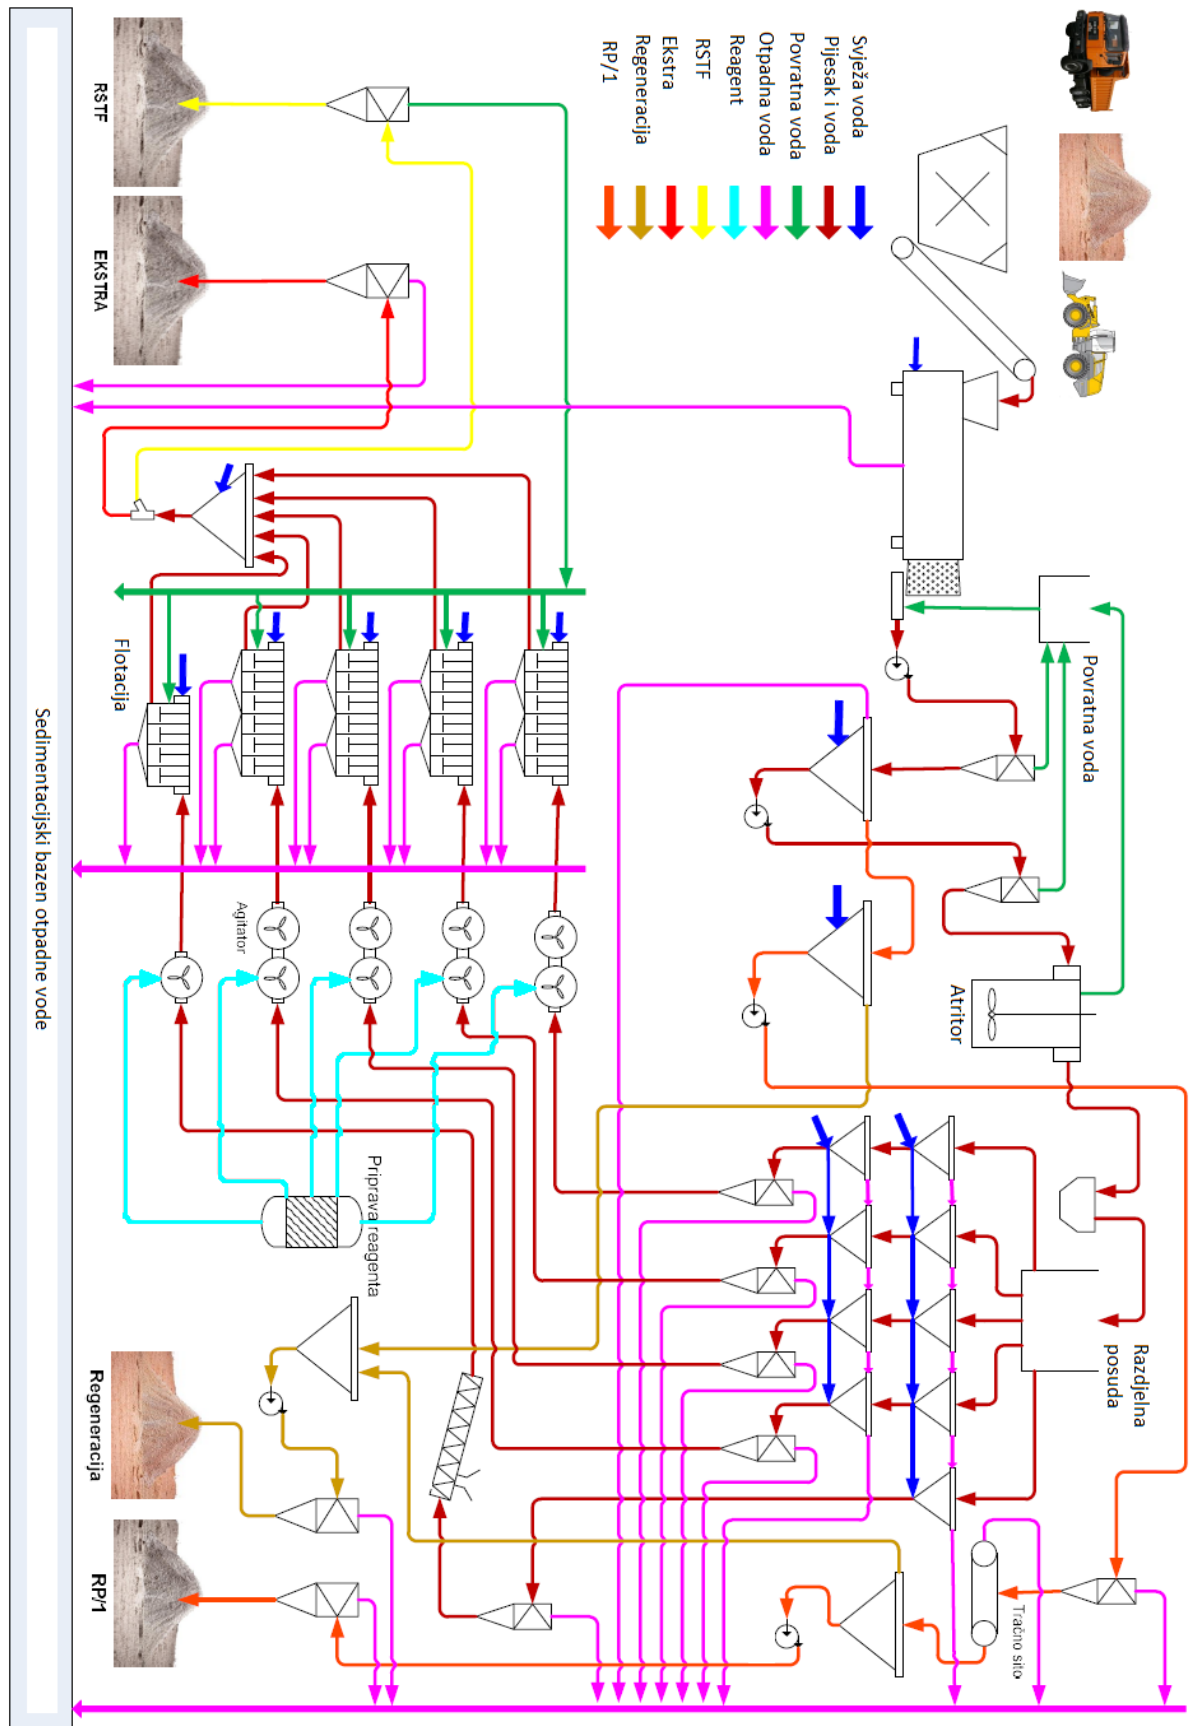 Svježa voda
Pijesak i voda
Povratna voda
Otpadna voda
Reagent
RSTF
Ekstra
Regeneracija
RP/1
Povratna voda
Atritor
Razdjelna
posuda
Tračno sito
RSTF
EKSTRA
Flotacija
Agitator
Priprava reagenta
Regeneracija
RP/1
Sedimentacijski bazen otpadne vode